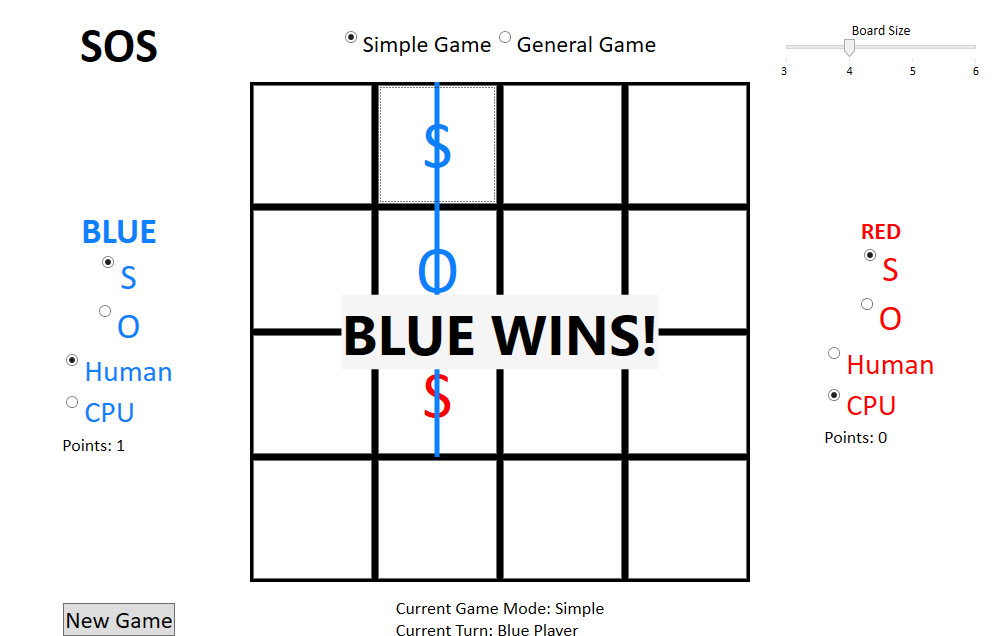 SOS
Simple Game General Game
Board Size
3 4 5 6
S
O
S
BLUE WINS!
BLUE
S
O
Human
CPU
Points: 1
RED
S
O
Human
CPU
Points: 0
New Game
Current Game Mode: Simple
Current Turn: Blue Player